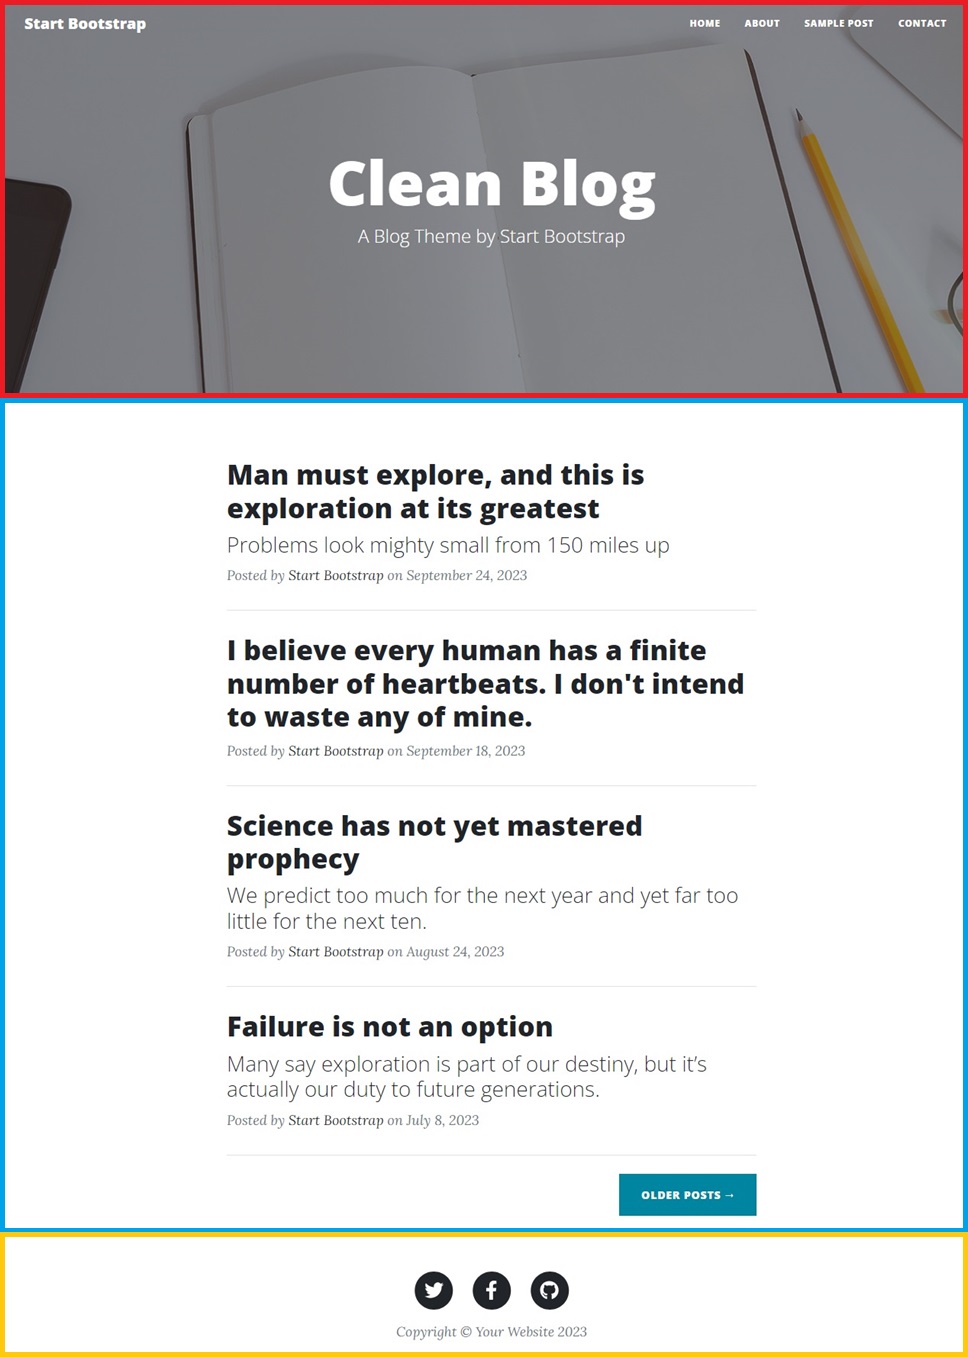 Start Bootstrap
HOME ABOUT SAMPLE POST CONTACT
Clean Blog
A Blog Theme by Start Bootstrap
Man must explore, and this is
exploration at its greatest
Problems look mighty small from 150 miles up
Posted by Start Bootstrap on September 24, 2023
I believe every human has a finite
number of heartbeats. I don't intend
to waste any of mine.
Posted by Start Bootstrap on September 18, 2023
Science has not yet mastered
prophecy
We predict too much for the next year and yet far too
little for the next ten.
Posted by Start Bootstrap on August 24, 2023
Failure is not an option
Many say exploration is part of our destiny, but it’s
actually our duty to future generations.
Posted by Start Bootstrap on July 8, 2023
OLDER POSTS →
Copyright © Your Website 2023